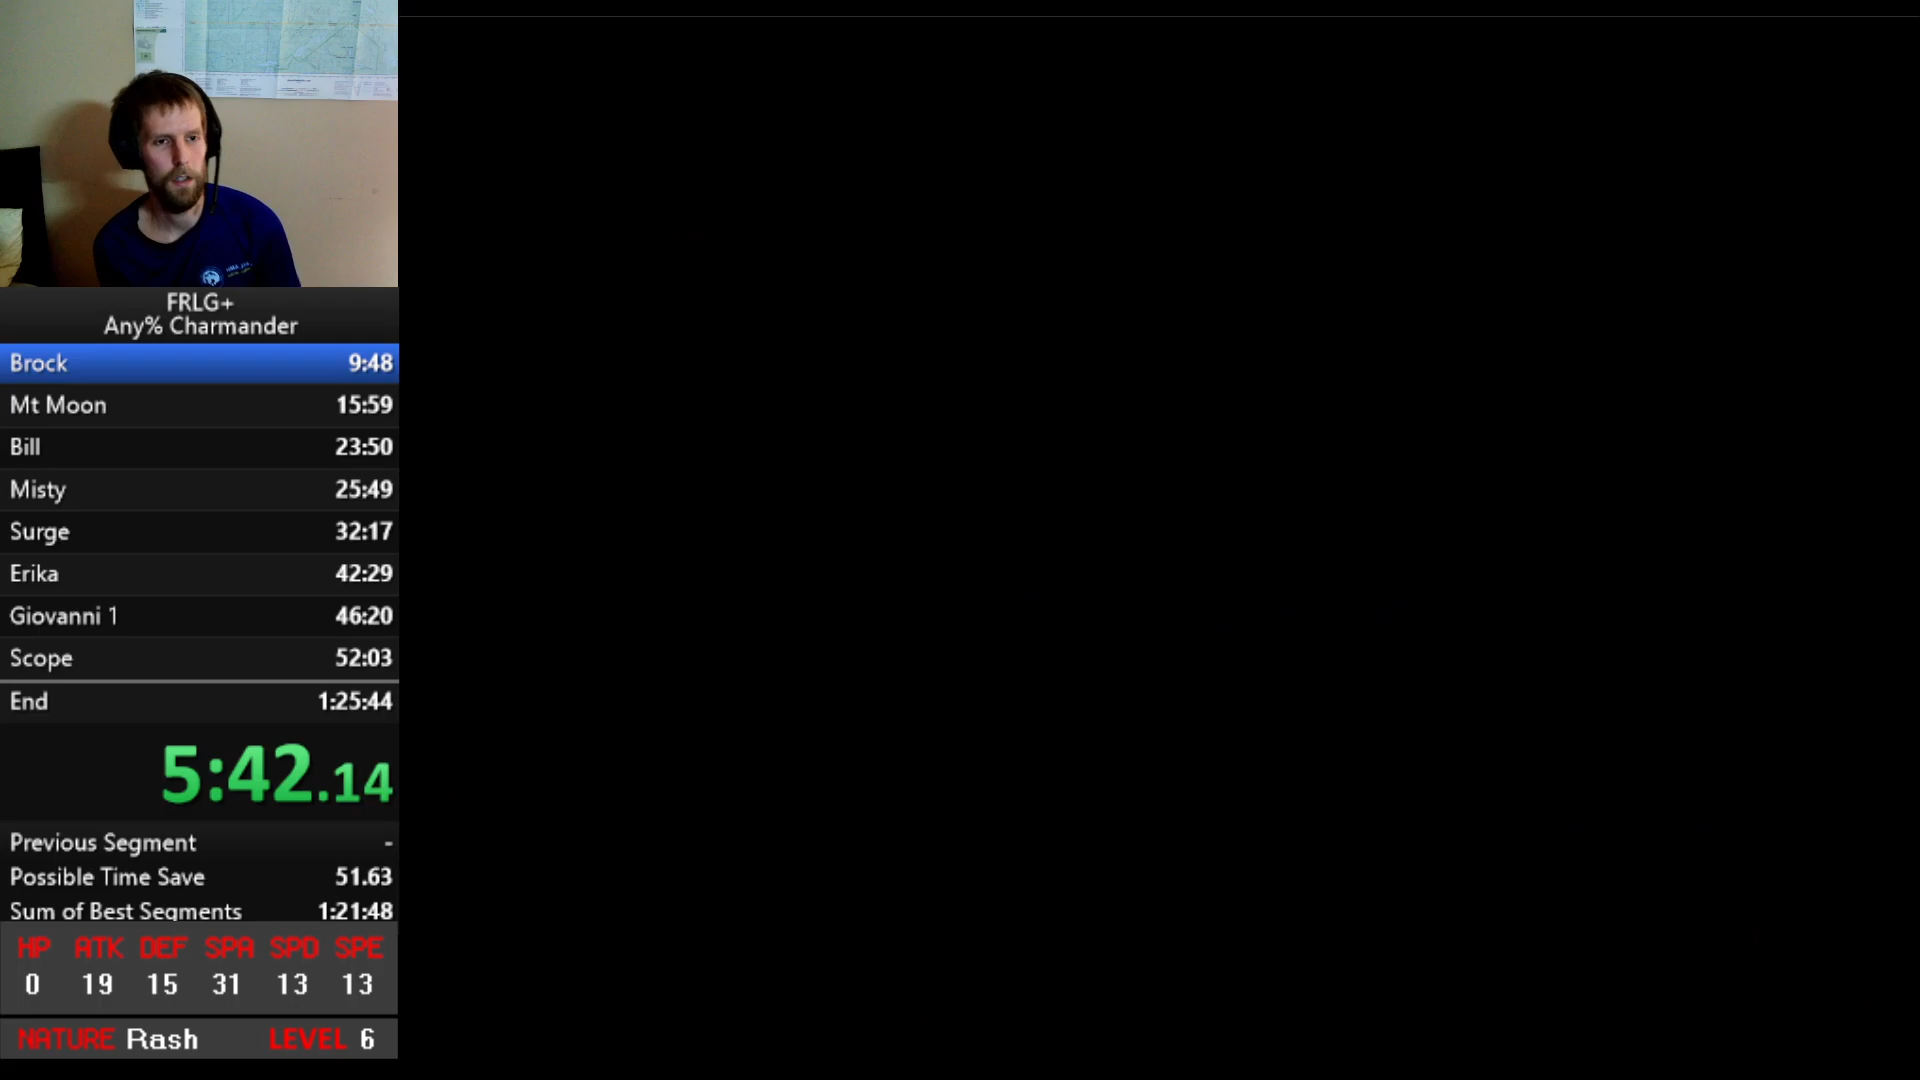 FRLG+
Any% Charmander
Brock 9:48
Mt Moon 15:59
Bill 23:50
Misty 25:49
Surge 32:17
Erika 42:29
Giovanni 1 46:20
Scope 52:03
End 1:25:44
5:42.14
Previous Segment -
Possible Time Save 51.63
Sum of Best Segments 1:21:48
HP ATK DEF SPA SPD SPE
0 19 15 31 13 13
NATURE Rash LEVEL 6